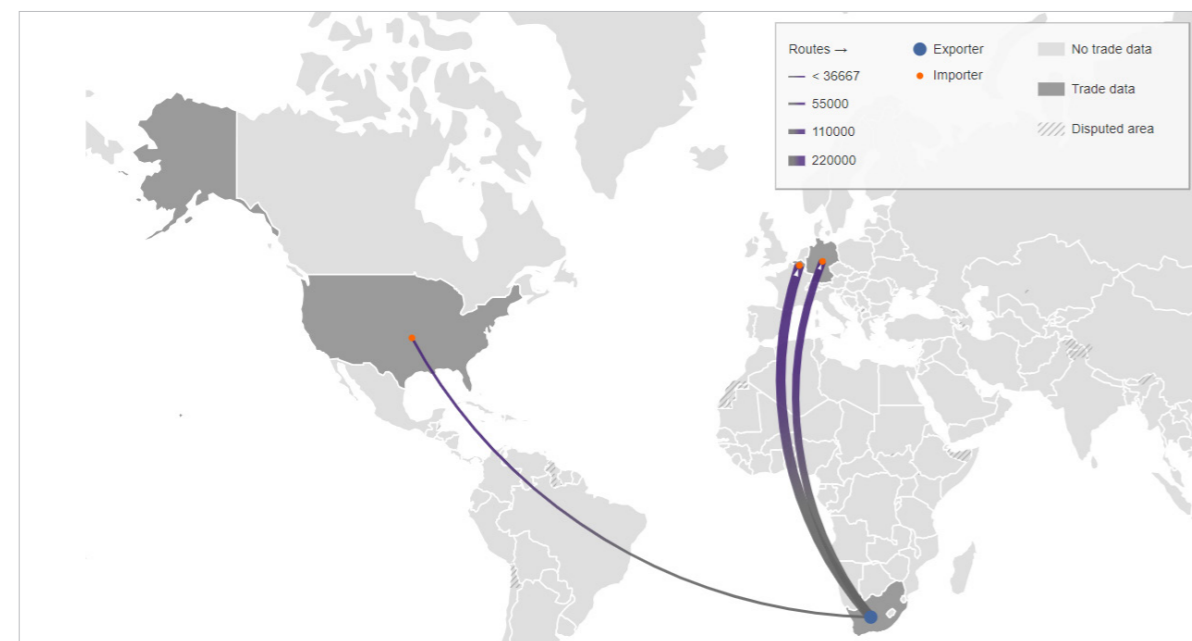 Routes →
< 36667
55000
110000
220000
Exporter
Importer
No trade data
Trade data
Disputed area